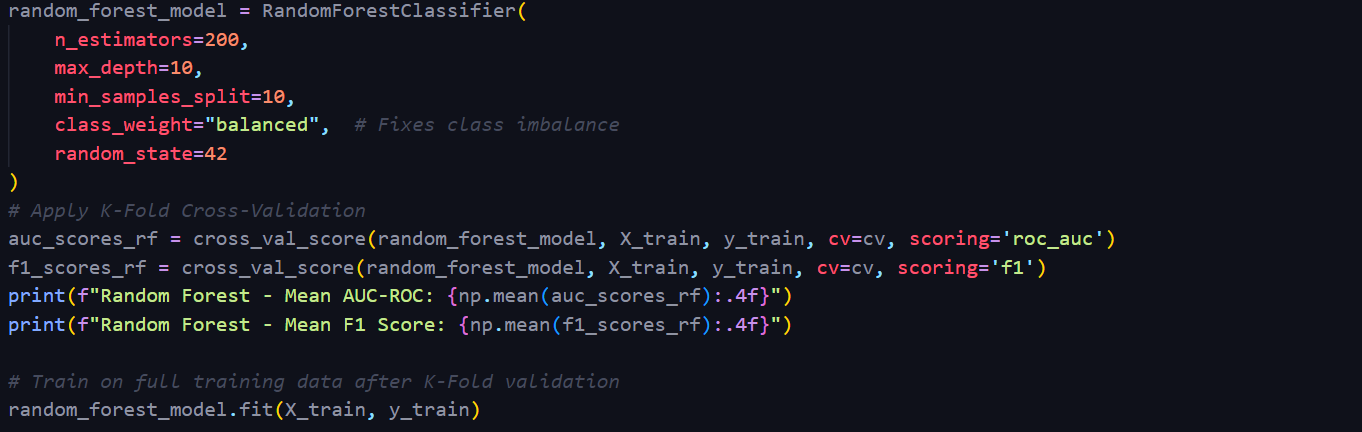 random_forest_model = RandomForestClassifier(
    n_estimators=200,
    max_depth=10,
    min_samples_split=10,
    class_weight="balanced",  # Fixes class imbalance
    random_state=42
)
# Apply K-Fold Cross-Validation
auc_scores_rf = cross_val_score(random_forest_model, X_train, y_train, cv=cv, scoring='roc_auc')
f1_scores_rf = cross_val_score(random_forest_model, X_train, y_train, cv=cv, scoring='f1')
print(f"Random Forest - Mean AUC-ROC: {np.mean(auc_scores_rf):.4f}")
print(f"Random Forest - Mean F1 Score: {np.mean(f1_scores_rf):.4f}")

# Train on full training data after K-Fold validation
random_forest_model.fit(X_train, y_train)